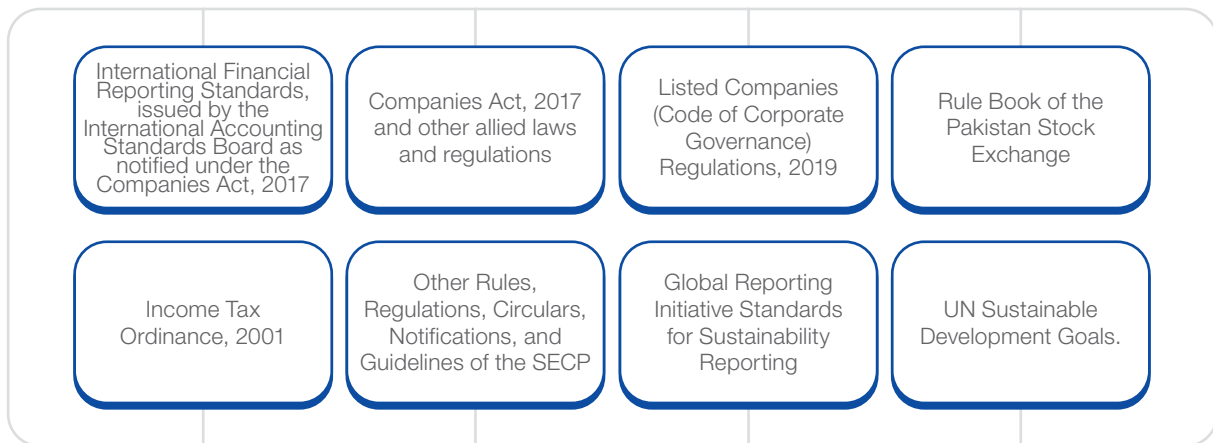 International Financial
Reporting Standards,
issued by the
International Accounting
Standards Board as
notified under the
Companies Act, 2017
Companies Act, 2017
and other allied laws
and regulations
Listed Companies
(Code of Corporate
Governance)
Regulations, 2019
Rule Book of the
Pakistan Stock
Exchange
Income Tax
Ordinance, 2001
Other Rules,
Regulations, Circulars,
Notifications, and
Guidelines of the SECP
Global Reporting
Initiative Standards
for Sustainability
Reporting
UN Sustainable
Development Goals.